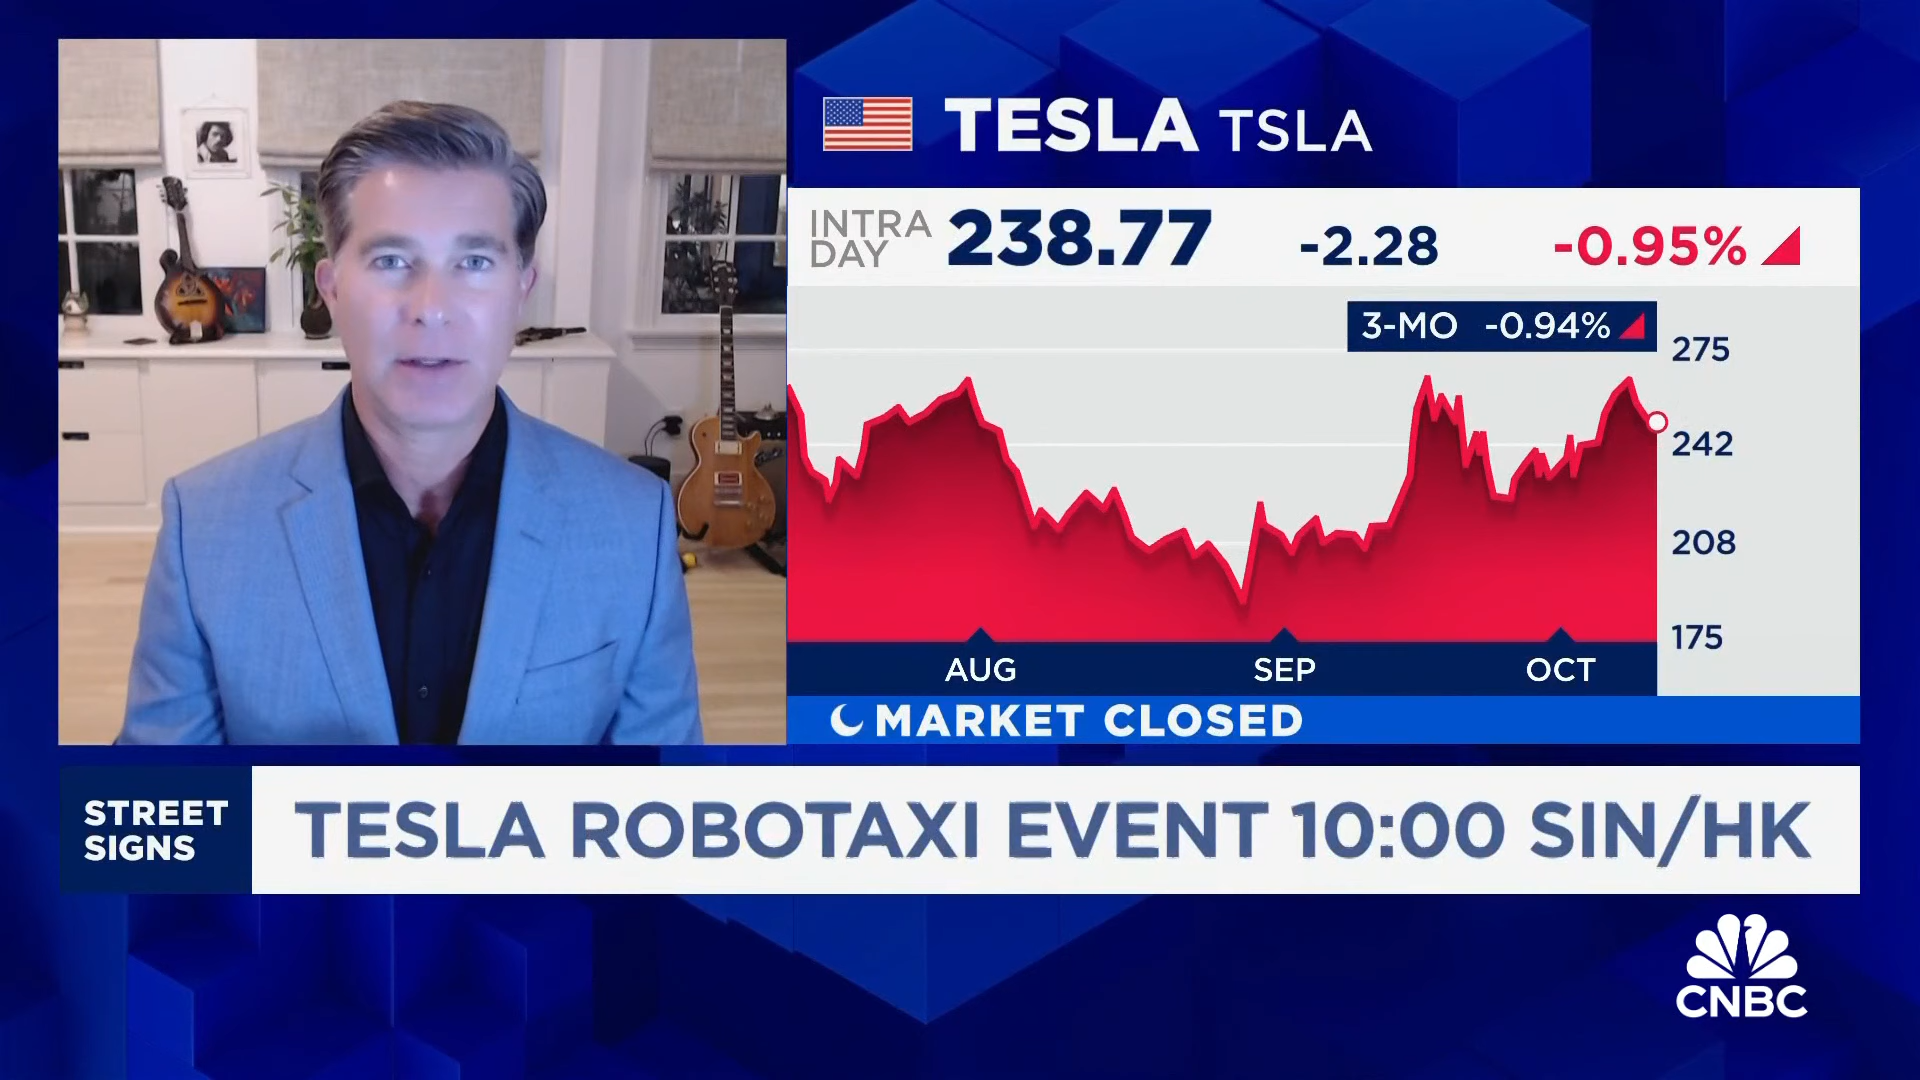 TESLA TSLA
INTRA
DAY
238.77 -2.28 -0.95%
3-MO -0.94%
275
242
208
175
AUG SEP OCT
MARKET CLOSED
STREET
SIGNS
TESLA ROBOTAXI EVENT 10:00 SIN/HK
CNBC